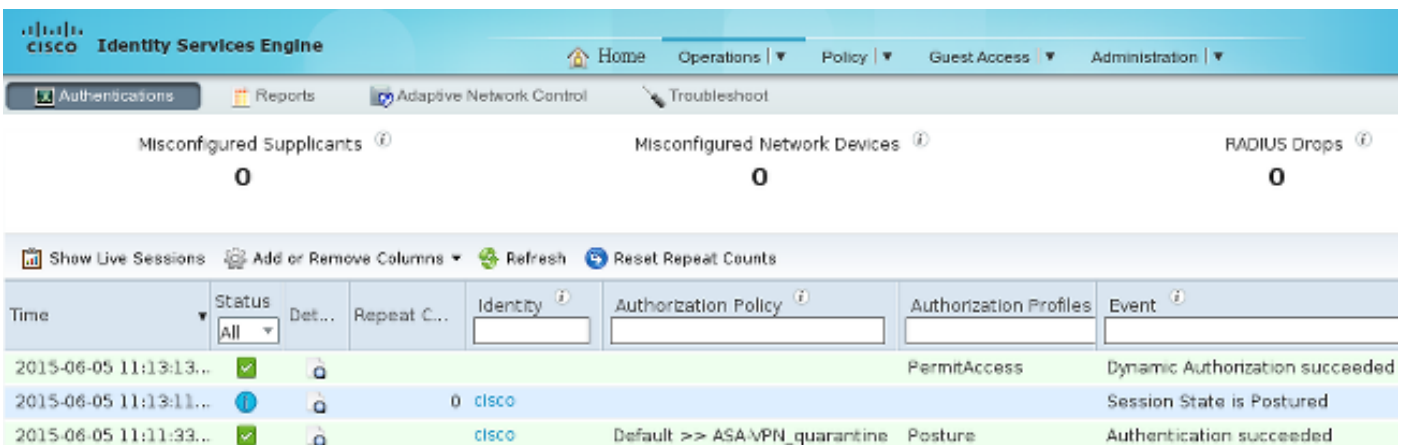 CISCO Identity Services Engine
Home Operations | ▼ Policy | ▼ Guest Access | ▼ Administration | ▼
Authentications Reports Adaptive Network Control Troubleshoot
Misconfigured Supplicants Misconfigured Network Devices RADIUS Drops
0 0 0
Show Live Sessions Add or Remove Columns ▼ Refresh Reset Repeat Counts
Time ▼ Status Det... Repeat C... Identity Authorization Policy Authorization Profiles Event
All ▼
2015-06-05 11:13:13... PermitAccess Dynamic Authorization succeeded
2015-06-05 11:13:11... 0 cisco Session State is Postured
2015-06-05 11:11:33... cisco Default >> ASA-VPN_quarantine Posture Authentication succeeded